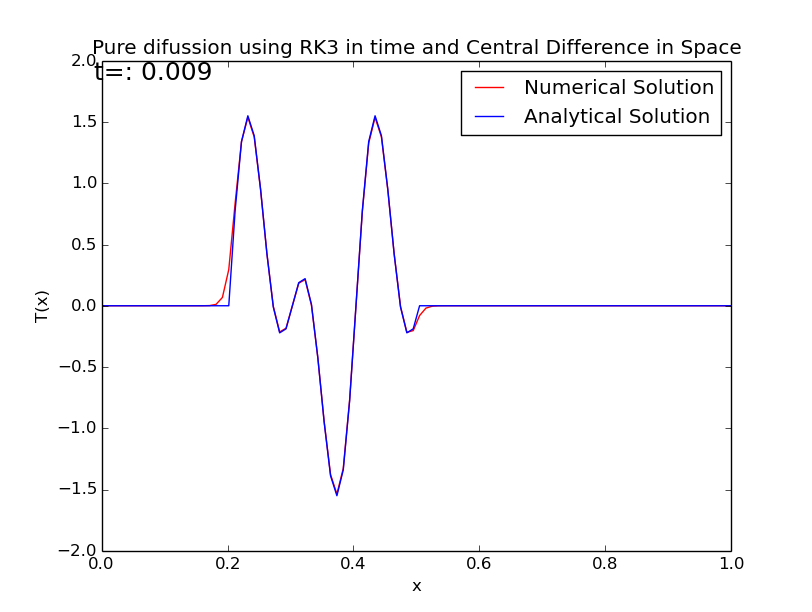 Pure difussion using RK3 in time and Central Difference in Space
t=: 0.009
Numerical Solution
Analytical Solution
2.0
1.5
1.0
0.5
0.0
−0.5
−1.0
−1.5
−2.0
T(x)
0.0 0.2 0.4 0.6 0.8 1.0
x